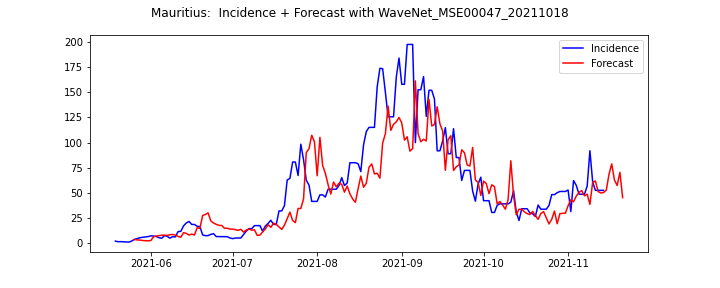 Mauritius:  Incidence + Forecast with WaveNet_MSE00047_20211018
200
175
150
125
100
75
50
25
0
Incidence
Forecast
2021-06 2021-07 2021-08 2021-09 2021-10 2021-11